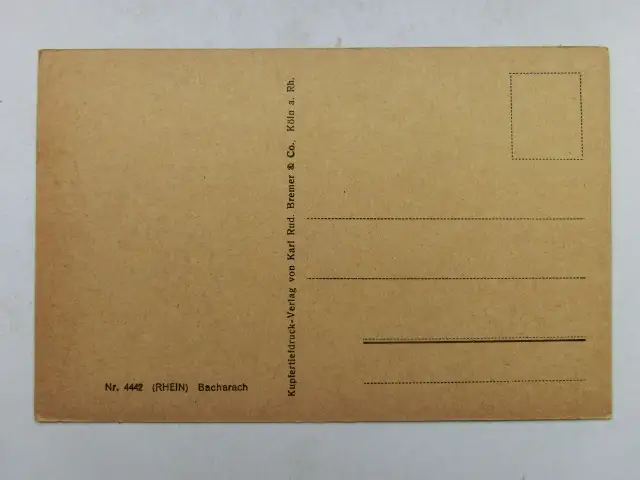 Nr. 4442 (RHEIN) Bacharach
Kupfertiefdruck-Verlag von Karl Rud. Bremer & Co. Köln a. Rh.